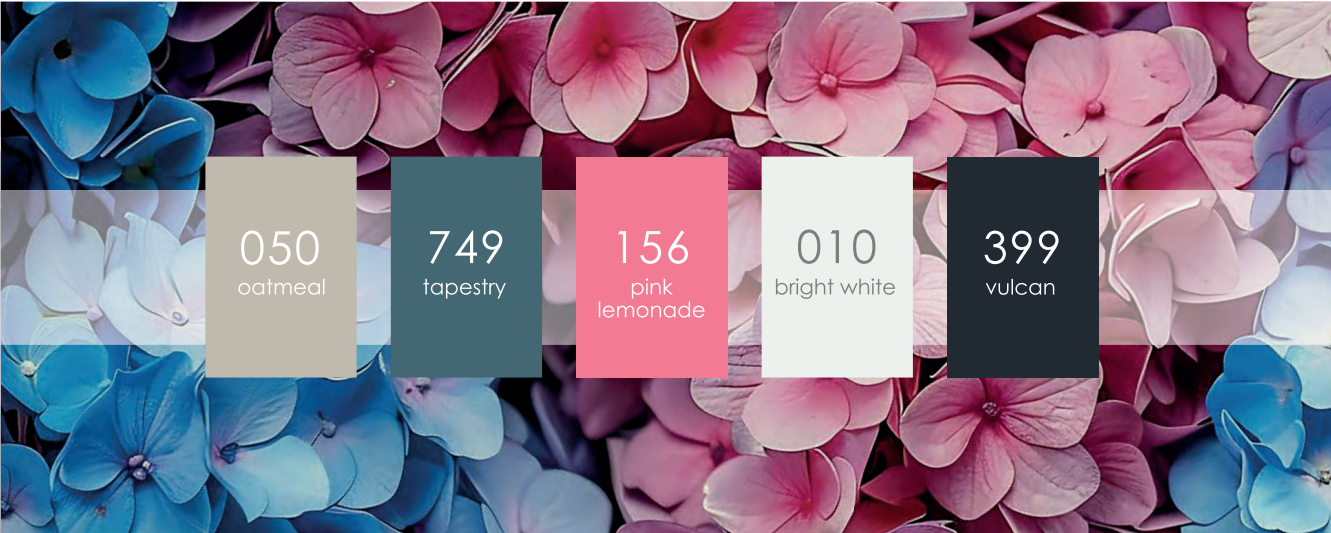 050
oatmeal
749
tapestry
156
pink
lemonade
010
bright white
399
vulcan